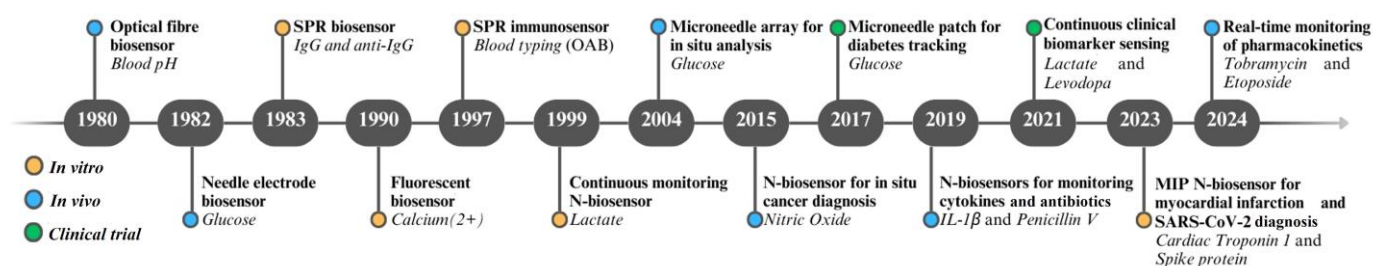 Optical fibre
biosensor
Blood pH
SPR biosensor
IgG and anti-IgG
SPR immunosensor
Blood typing (OAB)
Microneedle array for
in situ analysis
Glucose
Microneedle patch for
diabetes tracking
Glucose
Continuous clinical
biomarker sensing
Lactate and
Levodopa
Real-time monitoring
of pharmacokinetics
Tobramycin and
Etoposide
1980 1982 1983 1990 1997 1999 2004 2015 2017 2019 2021 2023 2024
In vitro
In vivo
Clinical trial
Needle electrode
biosensor
Glucose
Fluorescent
biosensor
Calcium(2+)
Continuous monitoring
N-biosensor
Lactate
N-biosensor for in situ
cancer diagnosis
Nitric Oxide
N-biosensors for monitoring
cytokines and antibiotics
IL-1β and Penicillin V
MIP N-biosensor for
myocardial infarction and
SARS-CoV-2 diagnosis
Cardiac Troponin 1 and
Spike protein